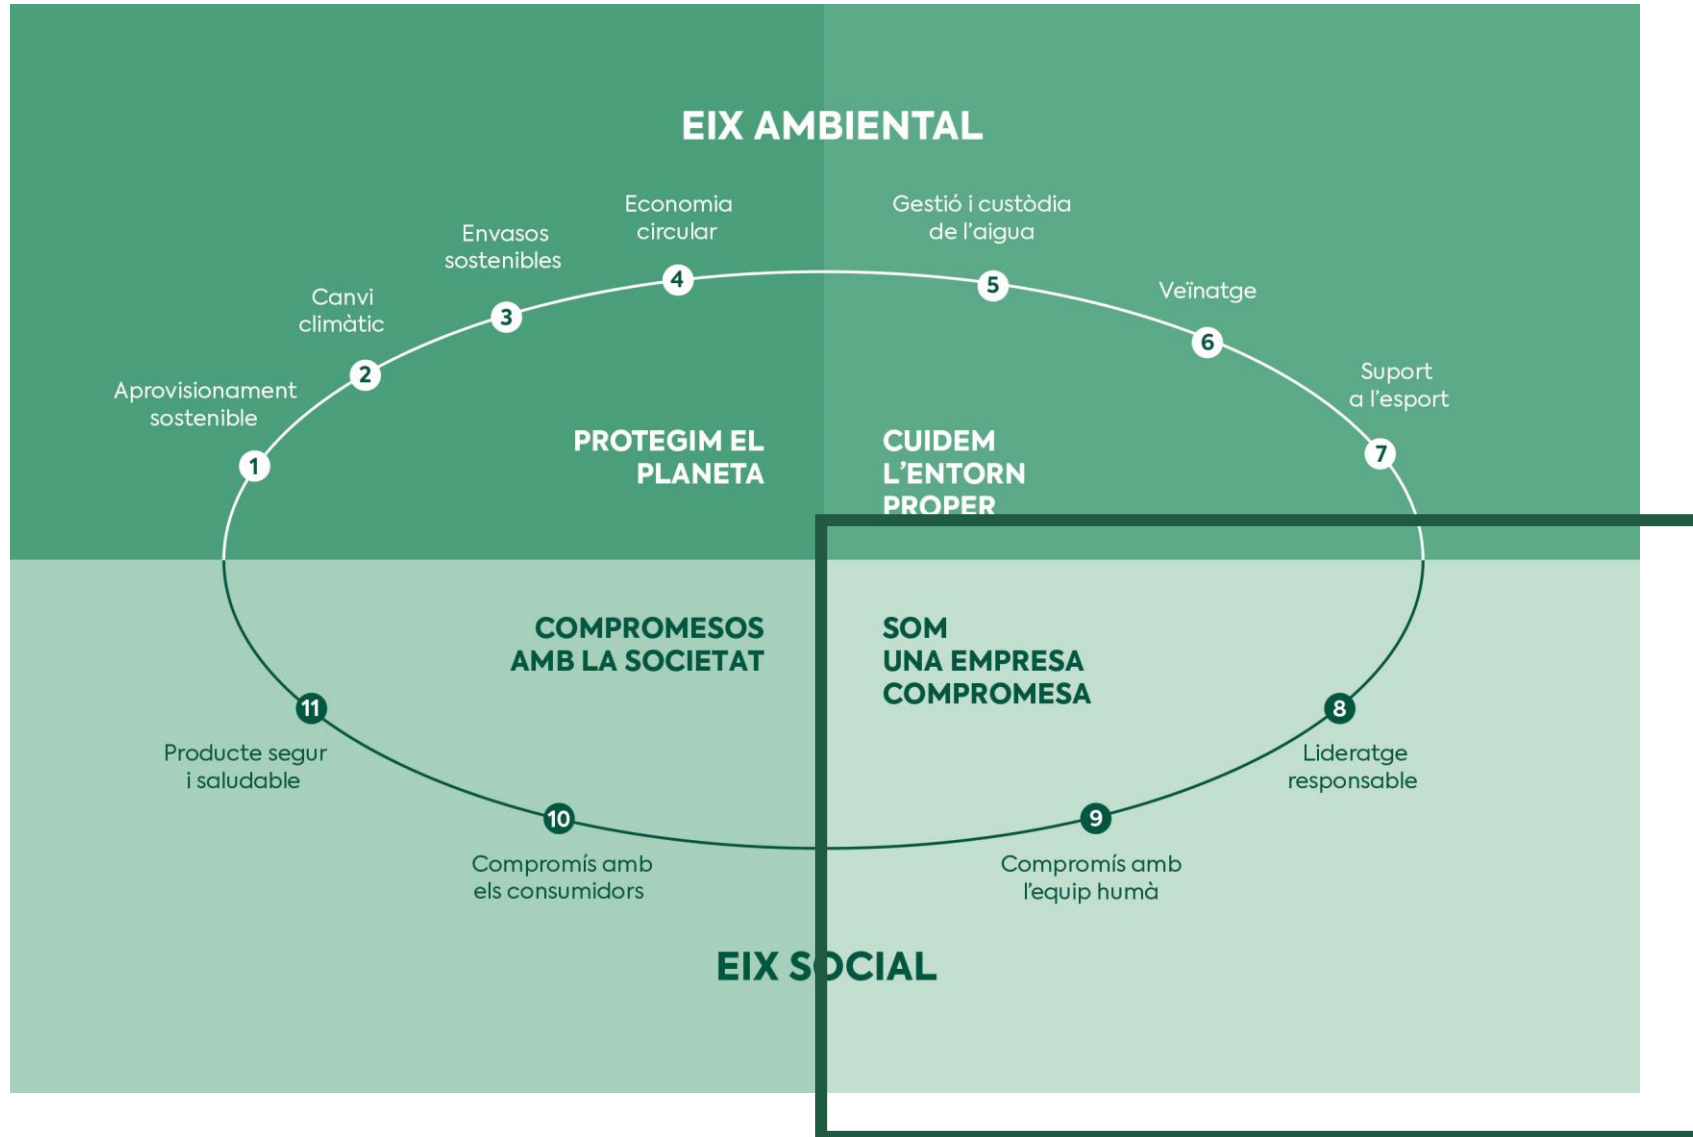 EIX AMBIENTAL
Economia
circular
Gestió i custòdia
de l'aigua
Envasos
sostenibles
Canvi
climàtic
Veïnatge
Aprovisionament
sostenible
Suport
a l'esport
4
5
3
6
2
7
1
PROTEGIM EL
PLANETA
CUIDEM
L'ENTORN
PROPER
COMPROMESOS
AMB LA SOCIETAT
SOM
UNA EMPRESA
COMPROMESA
11
Producte segur
i saludable
8
Lideratge
responsable
10
Compromís amb
els consumidors
9
Compromís amb
l'equip humà
EIX SOCIAL